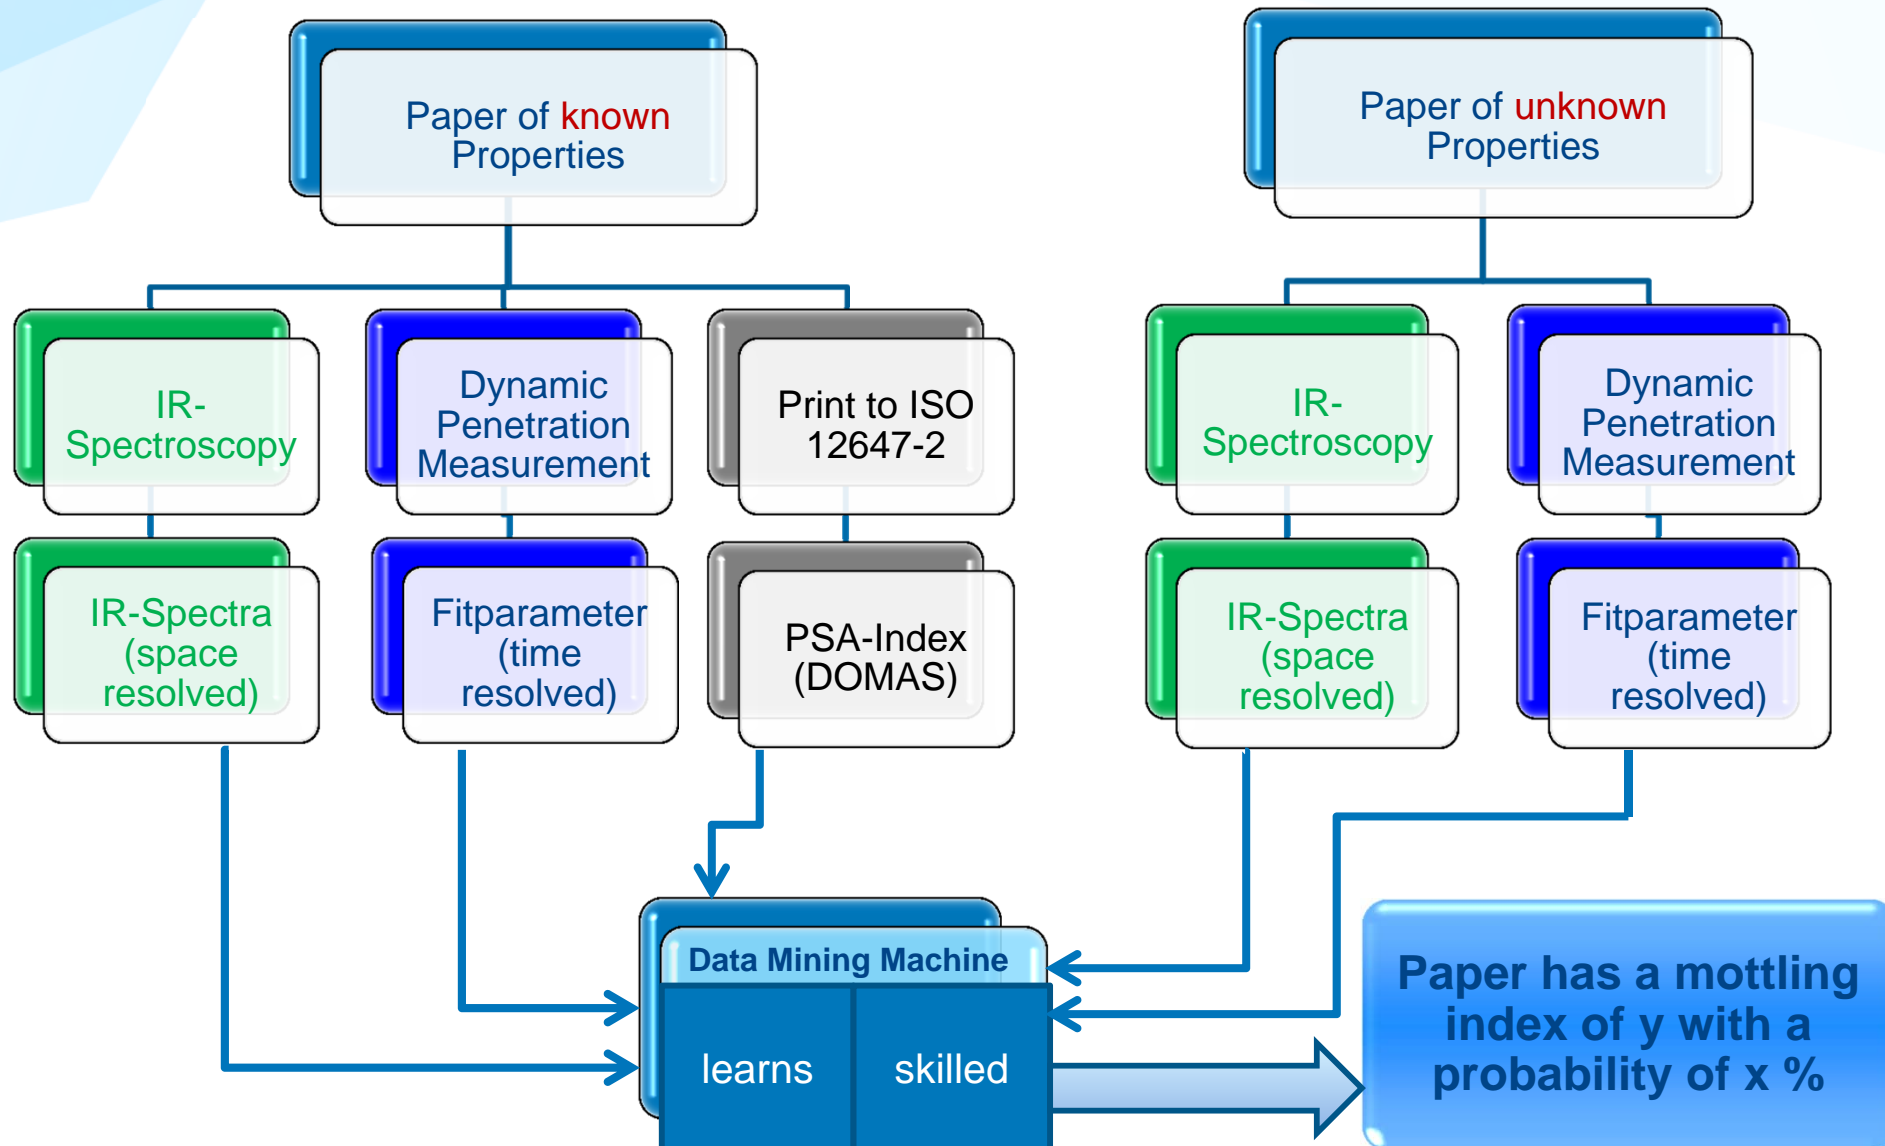 Paper of known
Properties
Paper of unknown
Properties
IR-
Spectroscopy
Dynamic
Penetration
Measurement
Print to ISO
12647-2
IR-
Spectroscopy
Dynamic
Penetration
Measurement
IR-Spectra
(space
resolved)
Fitparameter
(time
resolved)
PSA-Index
(DOMAS)
IR-Spectra
(space
resolved)
Fitparameter
(time
resolved)
Data Mining Machine
learns
skilled
Paper has a mottling
index of y with a
probability of x %